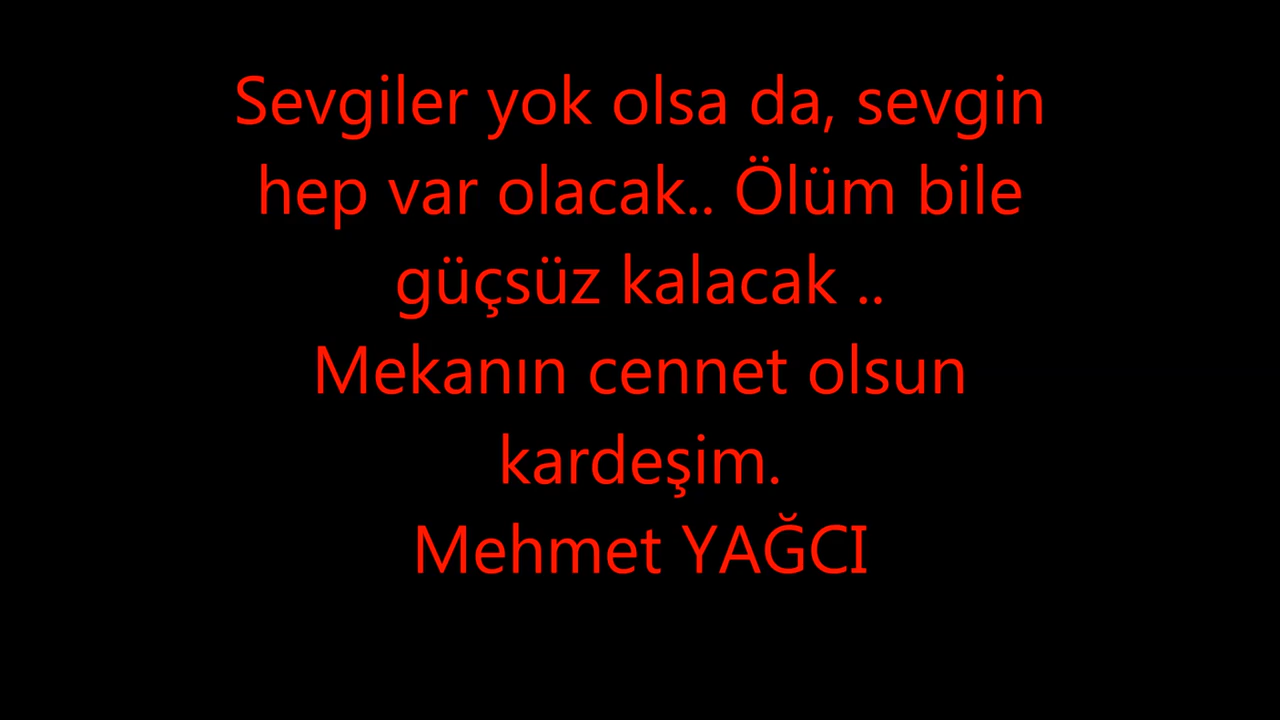 Sevgiler yok olsa da, sevgin
hep var olacak.. Ölüm bile
güçsüz kalacak ..
Mekanın cennet olsun
kardeşim.
Mehmet YAĞCI